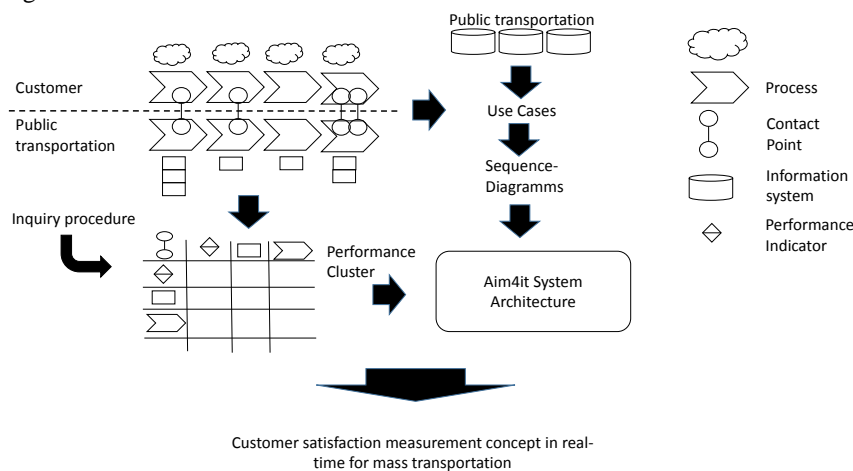 Public transportation
Customer
Public
transportation
Use Cases
Sequence-
Diagramms
Process
Contact
Point
Information
system
Performance
Indicator
Inquiry procedure
Performance
Cluster
Aim4it System
Architecture
Customer satisfaction measurement concept in real-
time for mass transportation